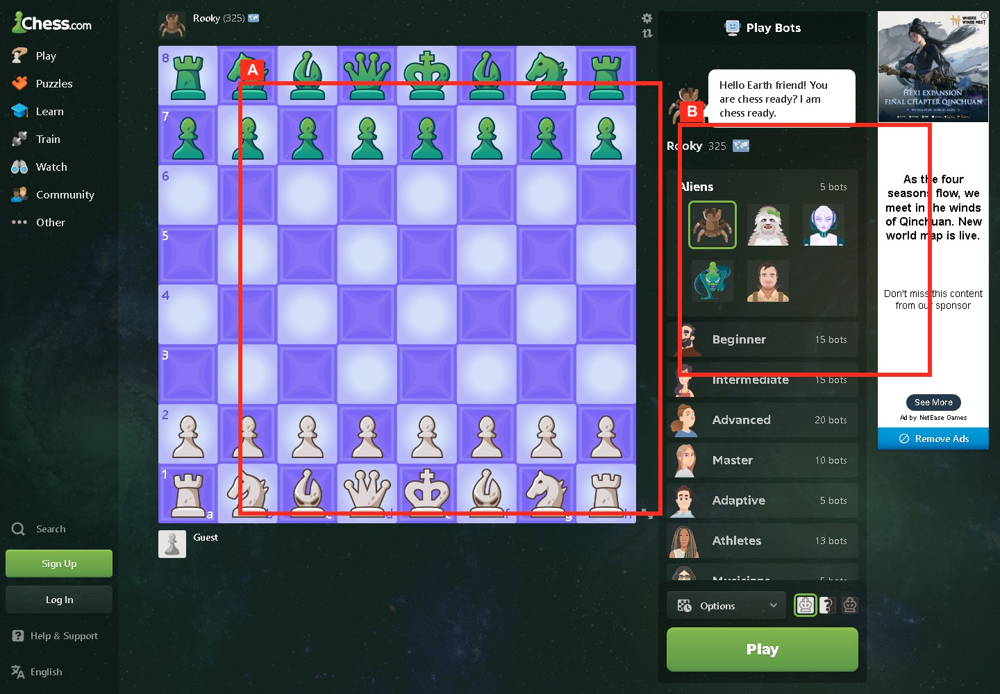 Chess.com
Play
Puzzles
Learn
Train
Watch
Community
Other
Search
Sign Up
Log In
Help & Support
English
Rooky (325)
8
7
6
5
4
3
2
1
a b c d e f g h
Guest
A
B
Play Bots
Hello Earth friend! You
are chess ready? I am
chess ready.
Rooky 325
Aliens 5 bots
Beginner 15 bots
Intermediate 15 bots
Advanced 20 bots
Master 10 bots
Adaptive 5 bots
Athletes 13 bots
Musicians 5 bots
Options
?
Play
WHERE
WINDS MEET
HEXI EXPANSION
FINAL CHAPTER QINCHUAN
As the four
seasons flow, we
meet in the winds
of Qinchuan. New
world map is live.
Don't miss this content
from our sponsor
See More
Ad by NetEase Games
Remove Ads